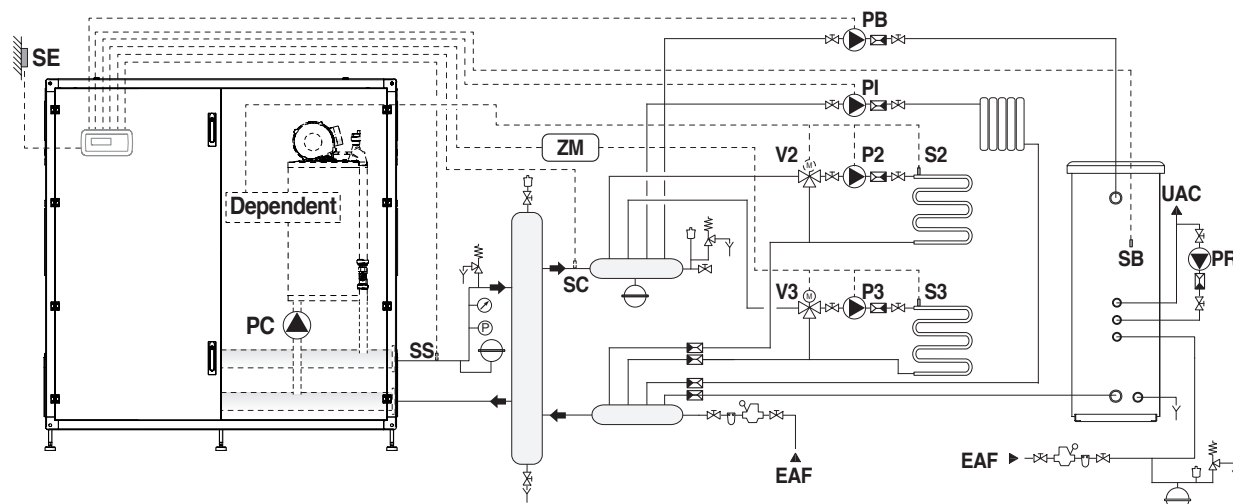 PB
SE
PI
ZM
V2
P2
S2
Dependent
UAC
SC
SB
PR
V3
P3
S3
PC
SS
M
M
P
EAF
EAF